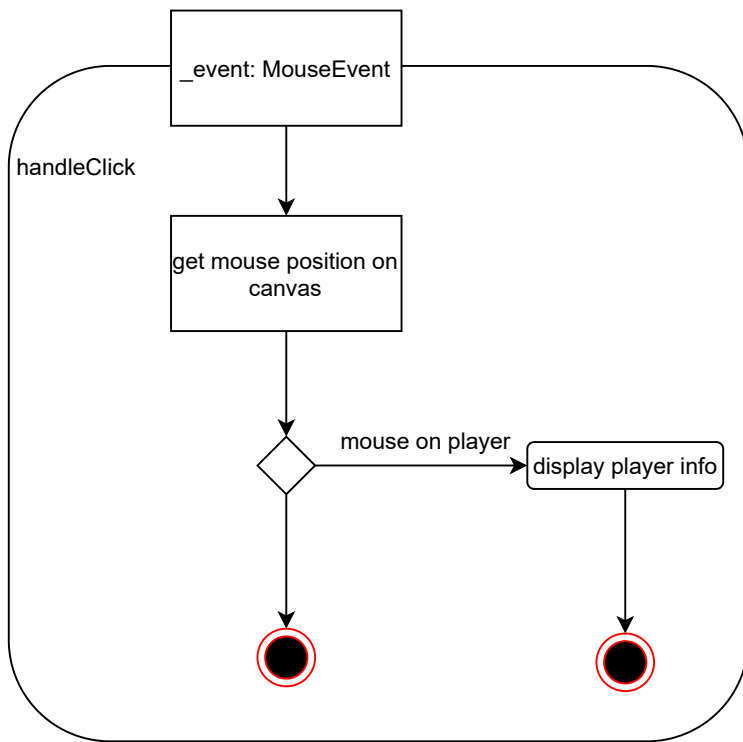 _event: MouseEvent
handleClick
get mouse position on
canvas
mouse on player
display player info